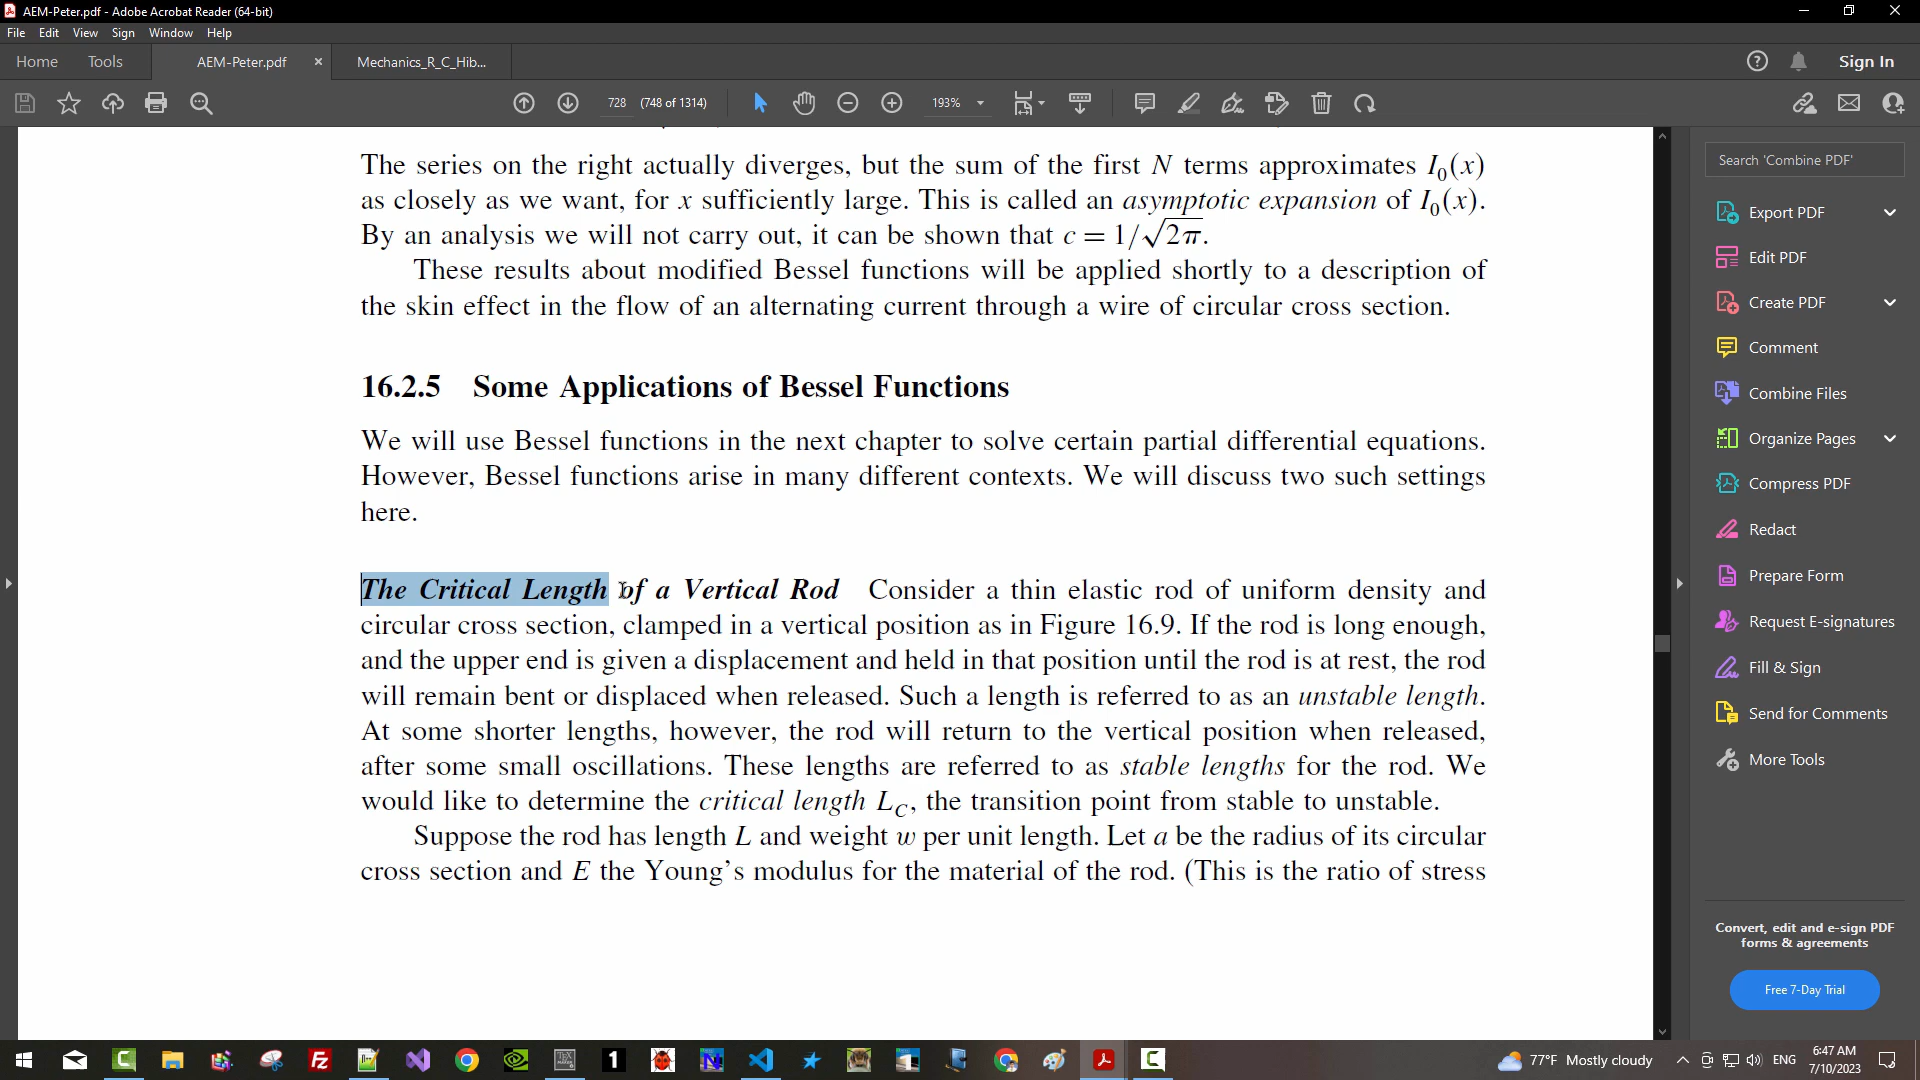 AEM-Peter.pdf - Adobe Acrobat Reader (64-bit)
File Edit View Sign Window Help
Home Tools AEM-Peter.pdf × Mechanics_R_C_Hib... Sign In
728 (748 of 1314) 193%
The series on the right actually diverges, but the sum of the first N terms approximates I₀(x)
as closely as we want, for x sufficiently large. This is called an asymptotic expansion of I₀(x).
By an analysis we will not carry out, it can be shown that c = 1/√2π.
These results about modified Bessel functions will be applied shortly to a description of
the skin effect in the flow of an alternating current through a wire of circular cross section.
16.2.5 Some Applications of Bessel Functions
We will use Bessel functions in the next chapter to solve certain partial differential equations.
However, Bessel functions arise in many different contexts. We will discuss two such settings
here.
The Critical Length of a Vertical Rod Consider a thin elastic rod of uniform density and
circular cross section, clamped in a vertical position as in Figure 16.9. If the rod is long enough,
and the upper end is given a displacement and held in that position until the rod is at rest, the rod
will remain bent or displaced when released. Such a length is referred to as an unstable length.
At some shorter lengths, however, the rod will return to the vertical position when released,
after some small oscillations. These lengths are referred to as stable lengths for the rod. We
would like to determine the critical length L_C, the transition point from stable to unstable.
Suppose the rod has length L and weight w per unit length. Let a be the radius of its circular
cross section and E the Young's modulus for the material of the rod. (This is the ratio of stress
Search 'Combine PDF'
Export PDF
Edit PDF
Create PDF
Comment
Combine Files
Organize Pages
Compress PDF
Redact
Prepare Form
Request E-signatures
Fill & Sign
Send for Comments
More Tools
Convert, edit and e-sign PDF
forms & agreements
Free 7-Day Trial
77°F Mostly cloudy
ENG
6:47 AM
7/10/2023